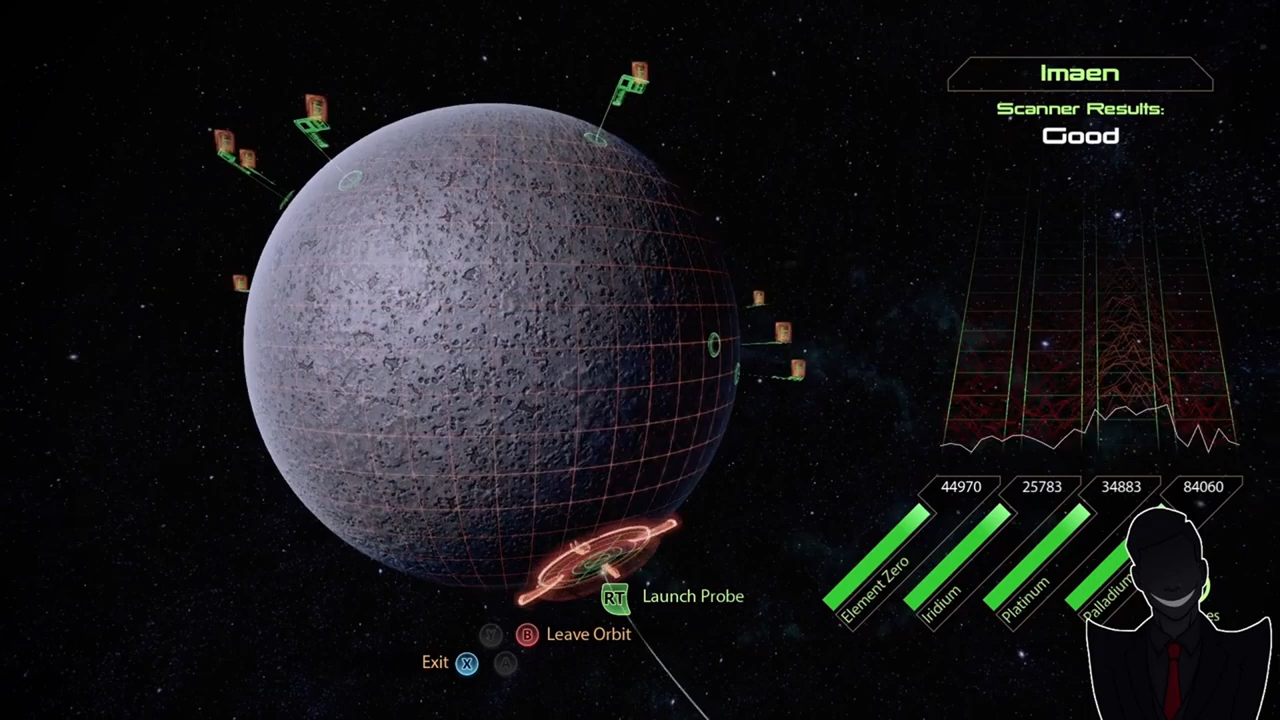 Imaen
Scanner Results:
Good
44970
25783
34883
84060
Element Zero
Iridium
Platinum
Palladium
RT
Launch Probe
Y
B
Leave Orbit
Exit
X
A